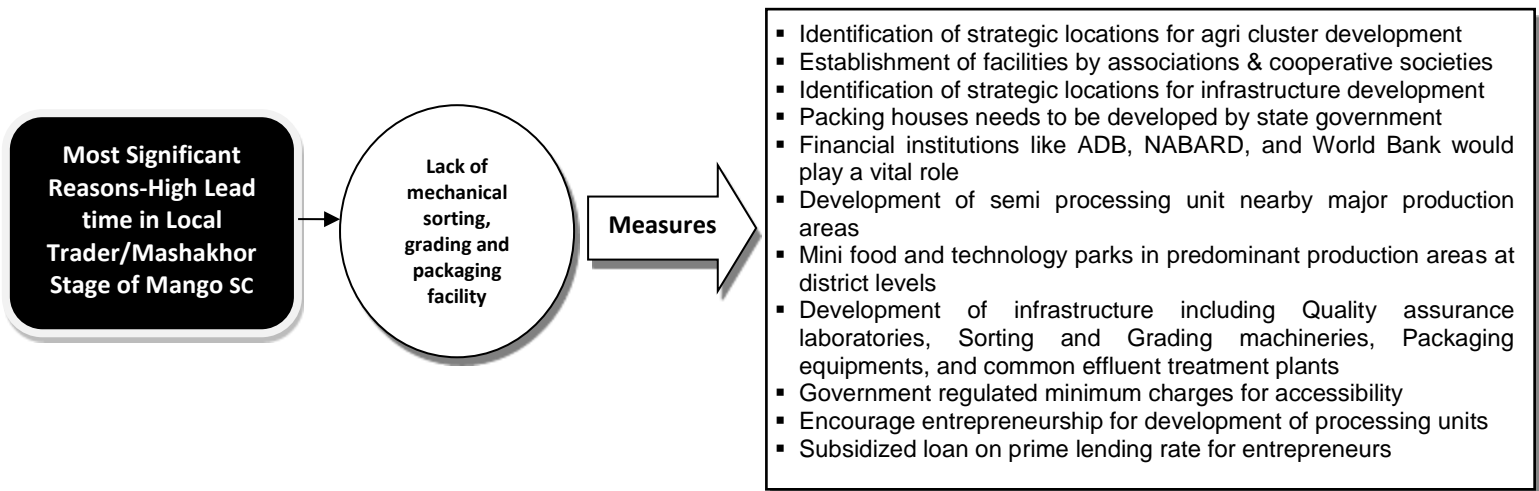 Most Significant
Reasons-High Lead
time in Local
Trader/Mashakhor
Stage of Mango SC
Lack of
mechanical
sorting,
grading and
packaging
facility
Measures
▪ Identification of strategic locations for agri cluster development
▪ Establishment of facilities by associations & cooperative societies
▪ Identification of strategic locations for infrastructure development
▪ Packing houses needs to be developed by state government
▪ Financial institutions like ADB, NABARD, and World Bank would
play a vital role
▪ Development of semi processing unit nearby major production
areas
▪ Mini food and technology parks in predominant production areas at
district levels
▪ Development of infrastructure including Quality assurance
laboratories, Sorting and Grading machineries, Packaging
equipments, and common effluent treatment plants
▪ Government regulated minimum charges for accessibility
▪ Encourage entrepreneurship for development of processing units
▪ Subsidized loan on prime lending rate for entrepreneurs